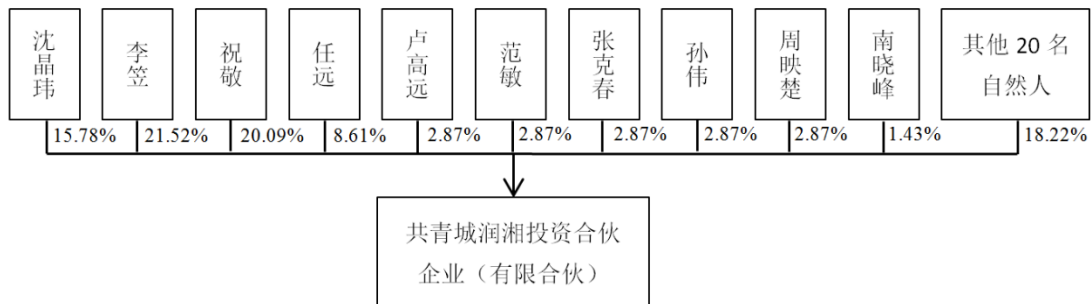 沈晶玮
李笠
祝敬
任远
卢高远
范敏
张克春
孙伟
周映楚
南晓峰
其他 20 名
自然人
15.78%
21.52%
20.09%
8.61%
2.87%
2.87%
2.87%
2.87%
2.87%
1.43%
18.22%
共青城润湘投资合伙
企业（有限合伙）